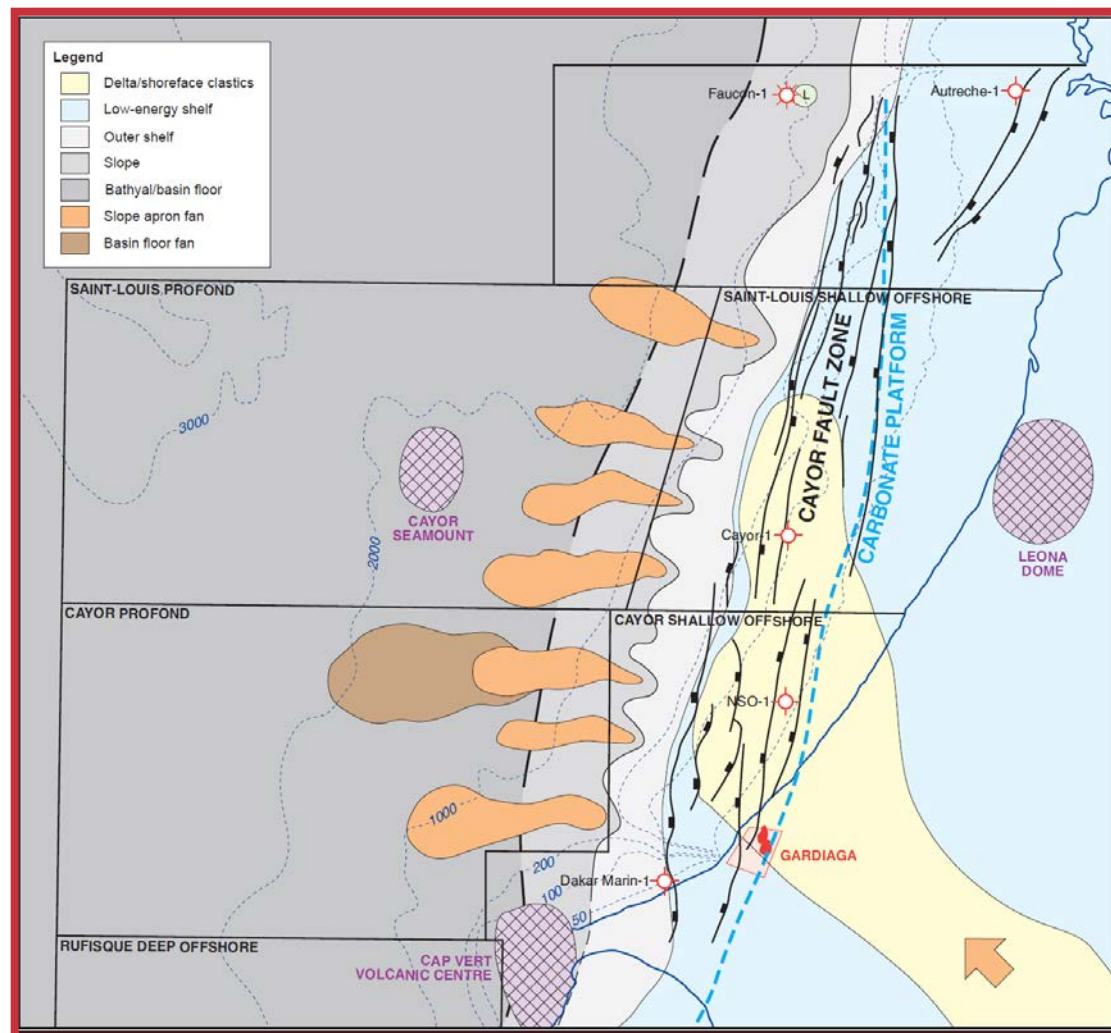 Legend
Delta/shoreface clastics
Low-energy shelf
Outer shelf
Slope
Bathyal/basin floor
Slope apron fan
Basin floor fan
Faucon-1
L
Autreche-1
SAINT-LOUIS PROFOND
SAINT-LOUIS SHALLOW OFFSHORE
3000
CAYOR FAULT ZONE
CARBONATE PLATFORM
CAYOR
SEAMOUNT
2000
Cayor-1
LEONA
DOME
CAYOR PROFOND
CAYOR SHALLOW OFFSHORE
NSO-1
1000
GARDIAGA
200
100
50
Dakar Marin-1
RUFISQUE DEEP OFFSHORE
CAP VERT
VOLCANIC CENTRE